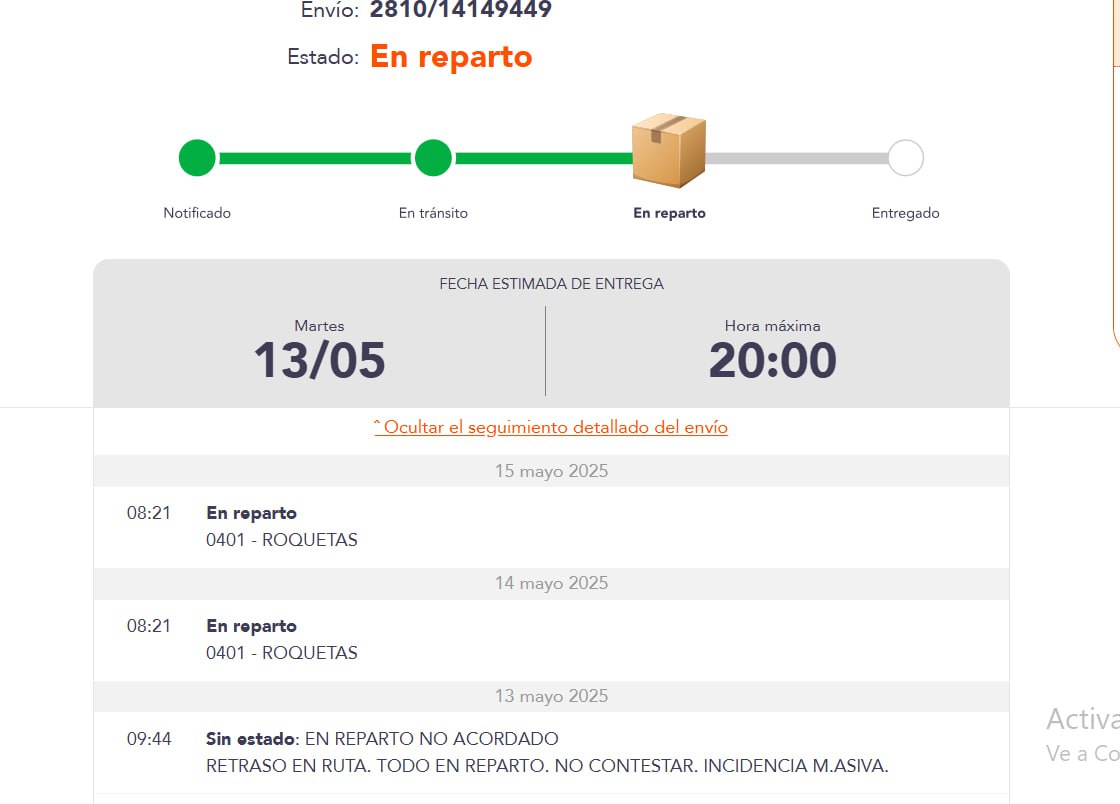 Envío: 2810/14149449
Estado: En reparto
Notificado
En tránsito
En reparto
Entregado
FECHA ESTIMADA DE ENTREGA
Martes
13/05
Hora máxima
20:00
ˆ Ocultar el seguimiento detallado del envío
15 mayo 2025
08:21 En reparto
0401 - ROQUETAS
14 mayo 2025
08:21 En reparto
0401 - ROQUETAS
13 mayo 2025
09:44 Sin estado: EN REPARTO NO ACORDADO
RETRASO EN RUTA. TODO EN REPARTO. NO CONTESTAR. INCIDENCIA M.ASIVA.
Activa
Ve a Co